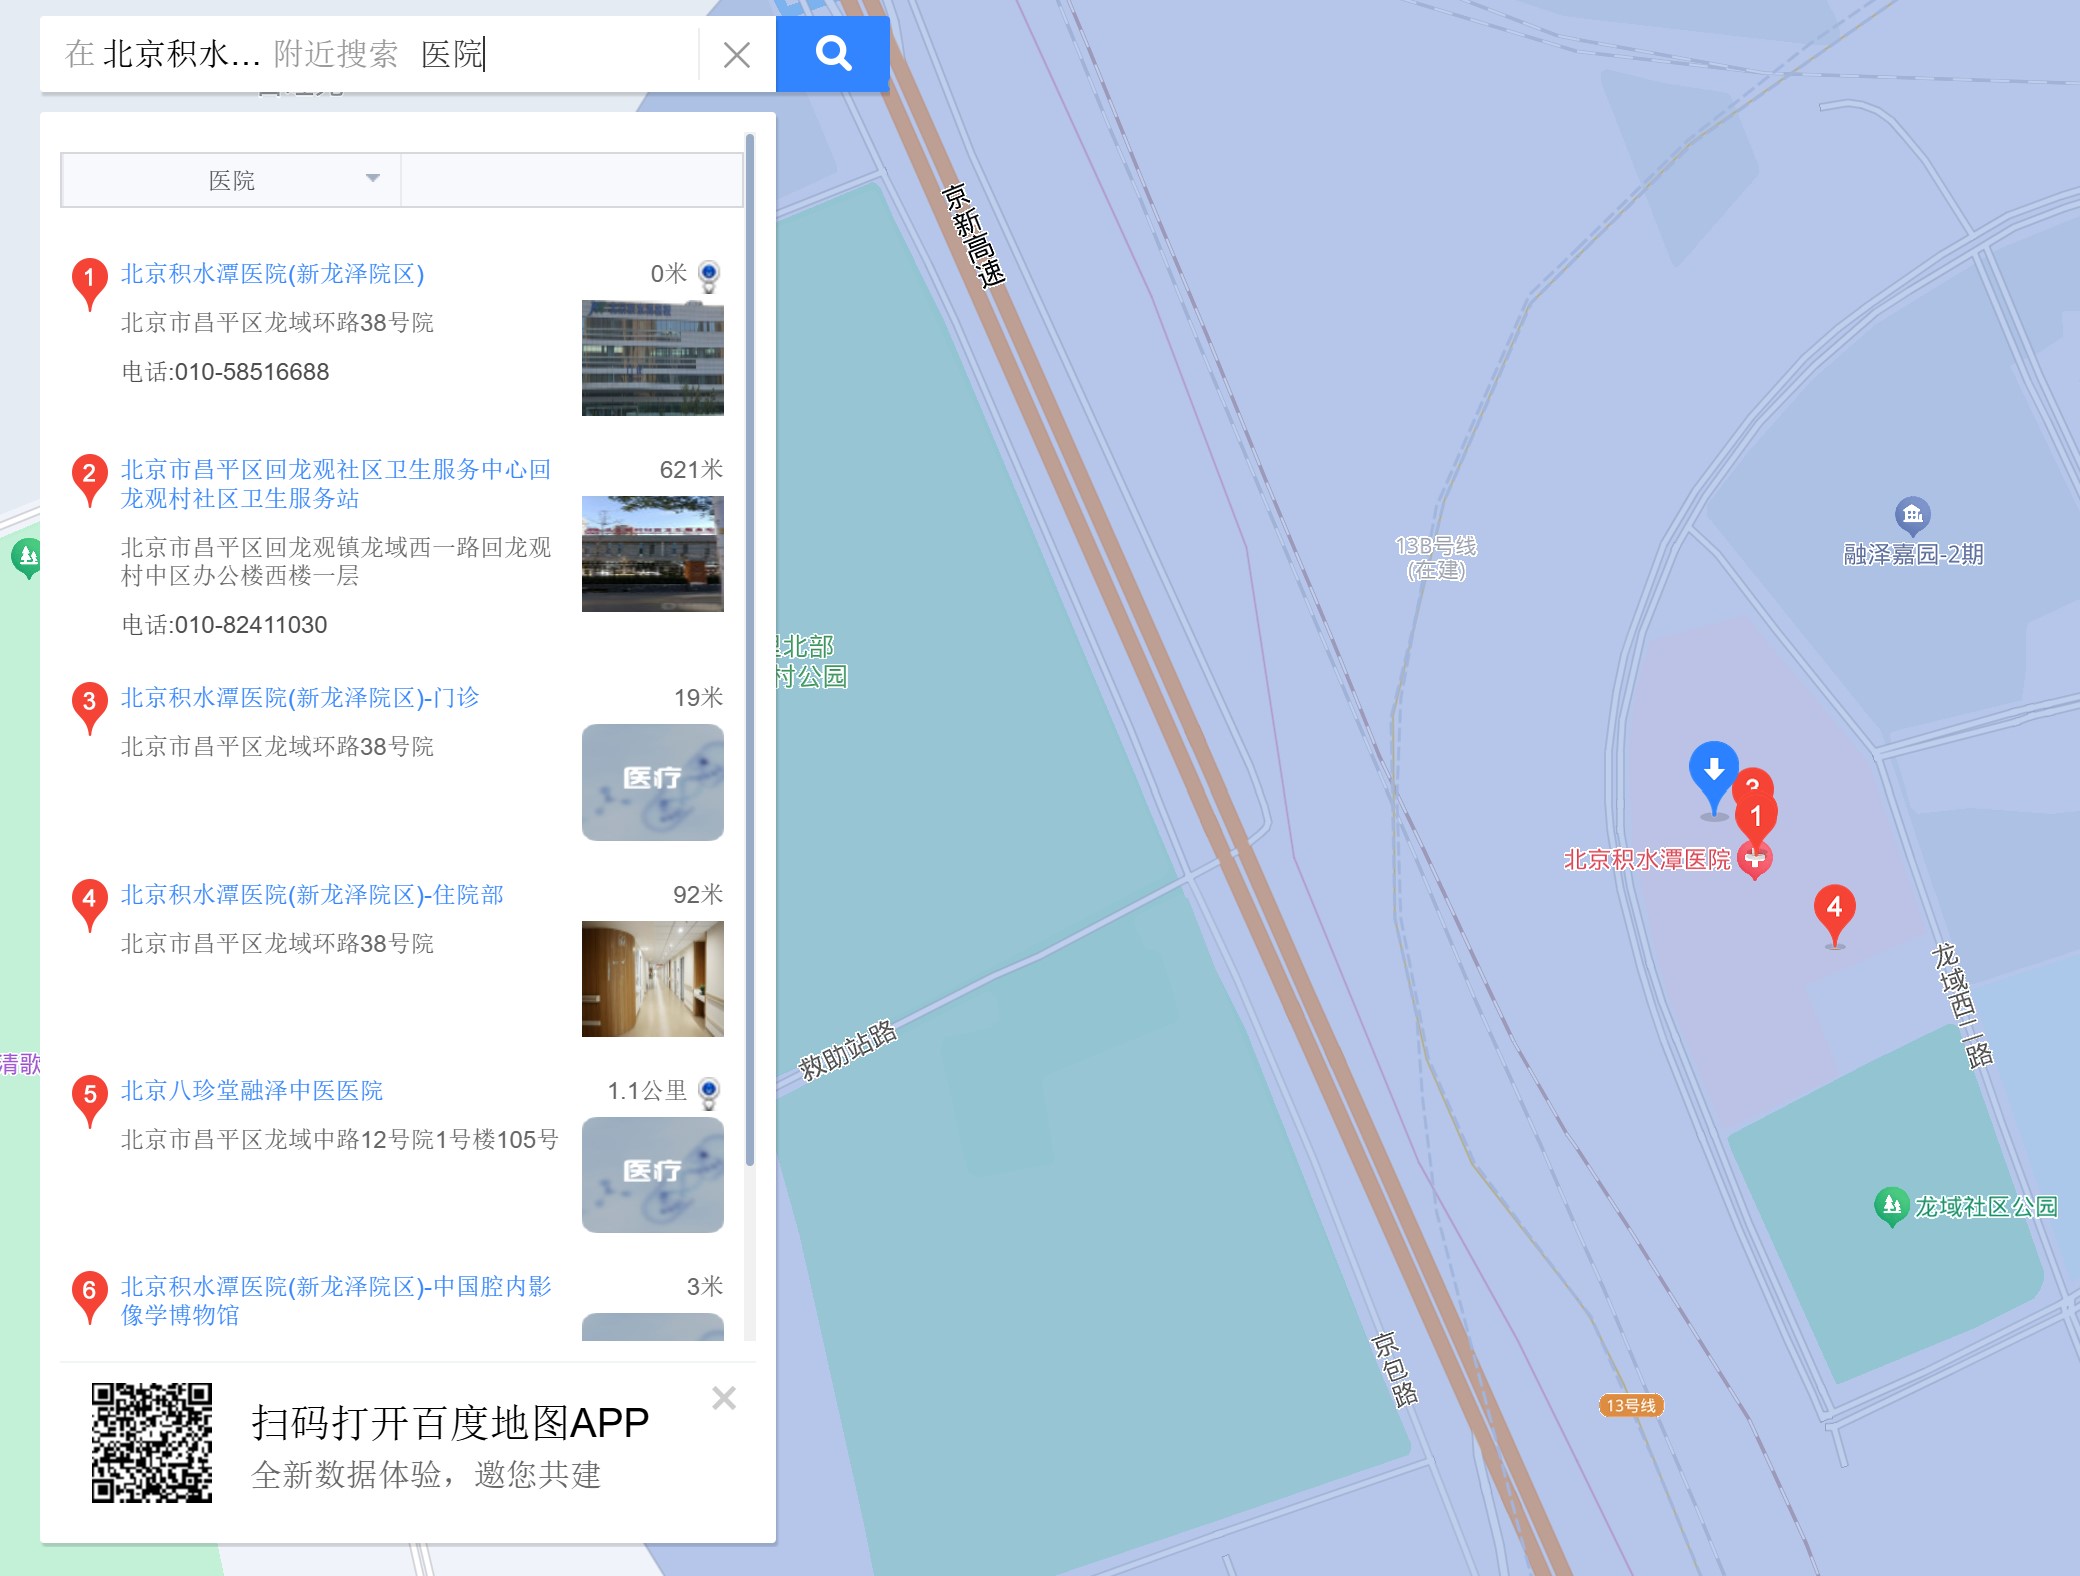 在 北京积水... 附近搜索 医院
医院
1 北京积水潭医院(新龙泽院区) 0米
北京市昌平区龙域环路38号院
电话:010-58516688
2 北京市昌平区回龙观社区卫生服务中心回 621米
龙观村社区卫生服务站
北京市昌平区回龙观镇龙域西一路回龙观
村中区办公楼西楼一层
电话:010-82411030
3 北京积水潭医院(新龙泽院区)-门诊 19米
北京市昌平区龙域环路38号院
医疗
4 北京积水潭医院(新龙泽院区)-住院部 92米
北京市昌平区龙域环路38号院
5 北京八珍堂融泽中医医院 1.1公里
北京市昌平区龙域中路12号院1号楼105号
医疗
6 北京积水潭医院(新龙泽院区)-中国腔内影 3米
像学博物馆
扫码打开百度地图APP
全新数据体验，邀您共建
清歌
京新高速
北部
村公园
救助站路
京包路
13B号线
(在建)
融泽嘉园-2期
3
1
北京积水潭医院
4
龙域西二路
龙域社区公园
13号线